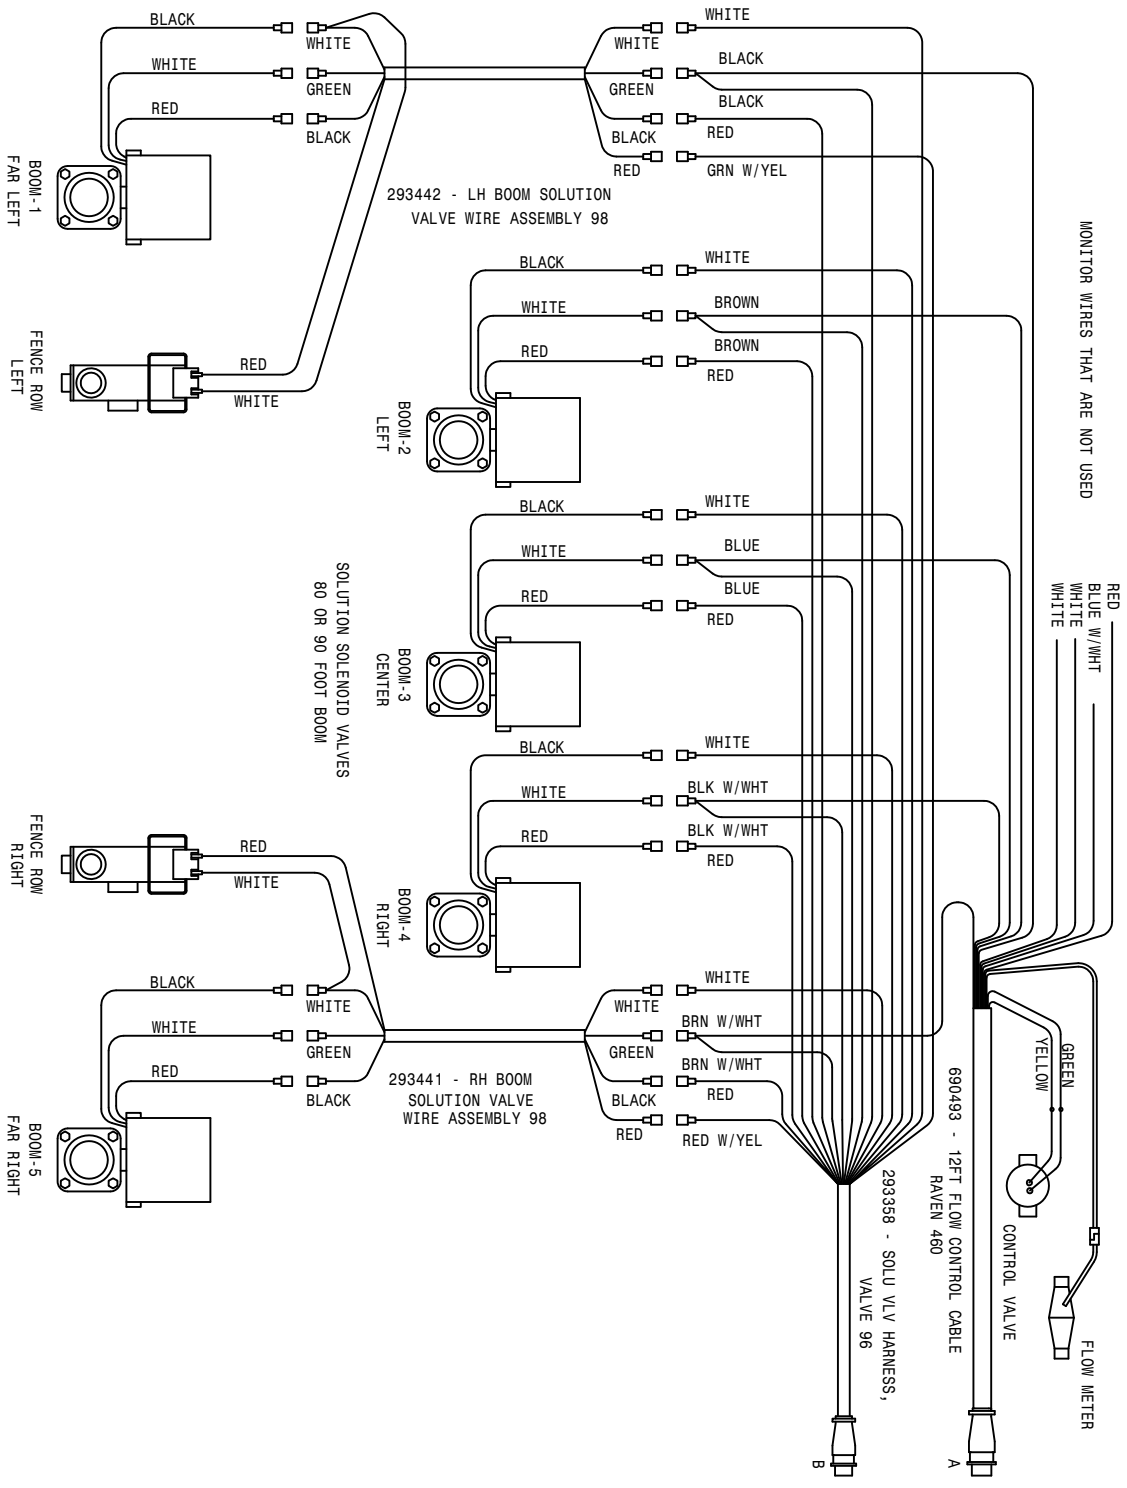 BLACK
WHITE
WHITE
WHITE
WHITE
GREEN
GREEN
BLACK
RED
BLACK
BLACK
BLACK
RED
RED
GRN W/YEL
BOOM-1
FAR LEFT
293442 - LH BOOM SOLUTION
VALVE WIRE ASSEMBLY 98
MONITOR WIRES THAT ARE NOT USED
BLACK
WHITE
WHITE
BROWN
RED
BROWN
RED
FENCE ROW
LEFT
RED
WHITE
BOOM-2
LEFT
BLACK
WHITE
WHITE
BLUE
RED
BLUE
RED
SOLUTION SOLENOID VALVES
80 OR 90 FOOT BOOM
BOOM-3
CENTER
RED
BLUE W/WHT
WHITE
WHITE
BLACK
WHITE
WHITE
BLK W/WHT
RED
BLK W/WHT
RED
FENCE ROW
RIGHT
RED
WHITE
BOOM-4
RIGHT
BLACK
WHITE
WHITE
WHITE
WHITE
GREEN
GREEN
BRN W/WHT
RED
BLACK
BLACK
BRN W/WHT
RED
RED
RED W/YEL
BOOM-5
FAR RIGHT
293441 - RH BOOM
SOLUTION VALVE
WIRE ASSEMBLY 98
GREEN
YELLOW
690493 - 12FT FLOW CONTROL CABLE
RAVEN 460
293358 - SOLU VLV HARNESS,
VALVE 96
CONTROL VALVE
FLOW METER
A
B